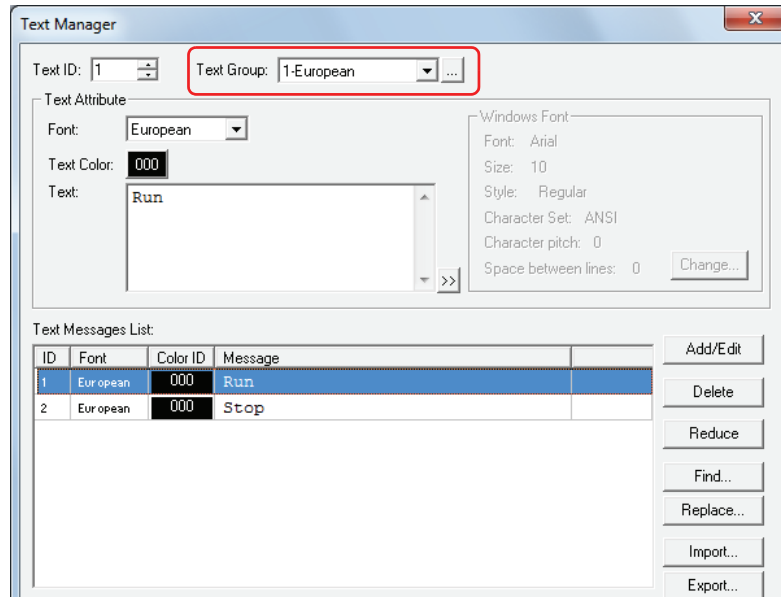 Text Manager
Text ID: 1 Text Group: 1-European ...
Text Attribute
Font: European
Text Color: 000
Text: Run
>>
Windows Font
Font: Arial
Size: 10
Style: Regular
Character Set: ANSI
Character pitch: 0
Space between lines: 0 Change...
Text Messages List:
ID Font Color ID Message
1 European 000 Run
2 European 000 Stop
Add/Edit
Delete
Reduce
Find...
Replace...
Import...
Export...